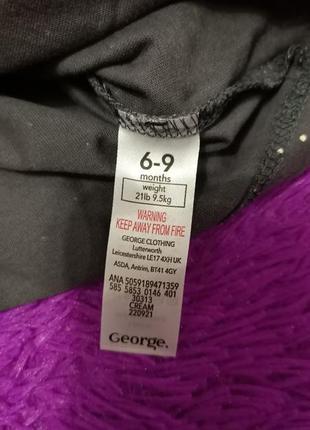 6-9
months
weight
21lb 9.5kg
WARNING
KEEP AWAY FROM FIRE
GEORGE CLOTHING
Lutterworth
Leicestershire LE17 4XH UK
ASDA, Antrim, BT41 4GY
ANA 5059189471359
585 5853 0146 401
30313
CREAM
220921
George.